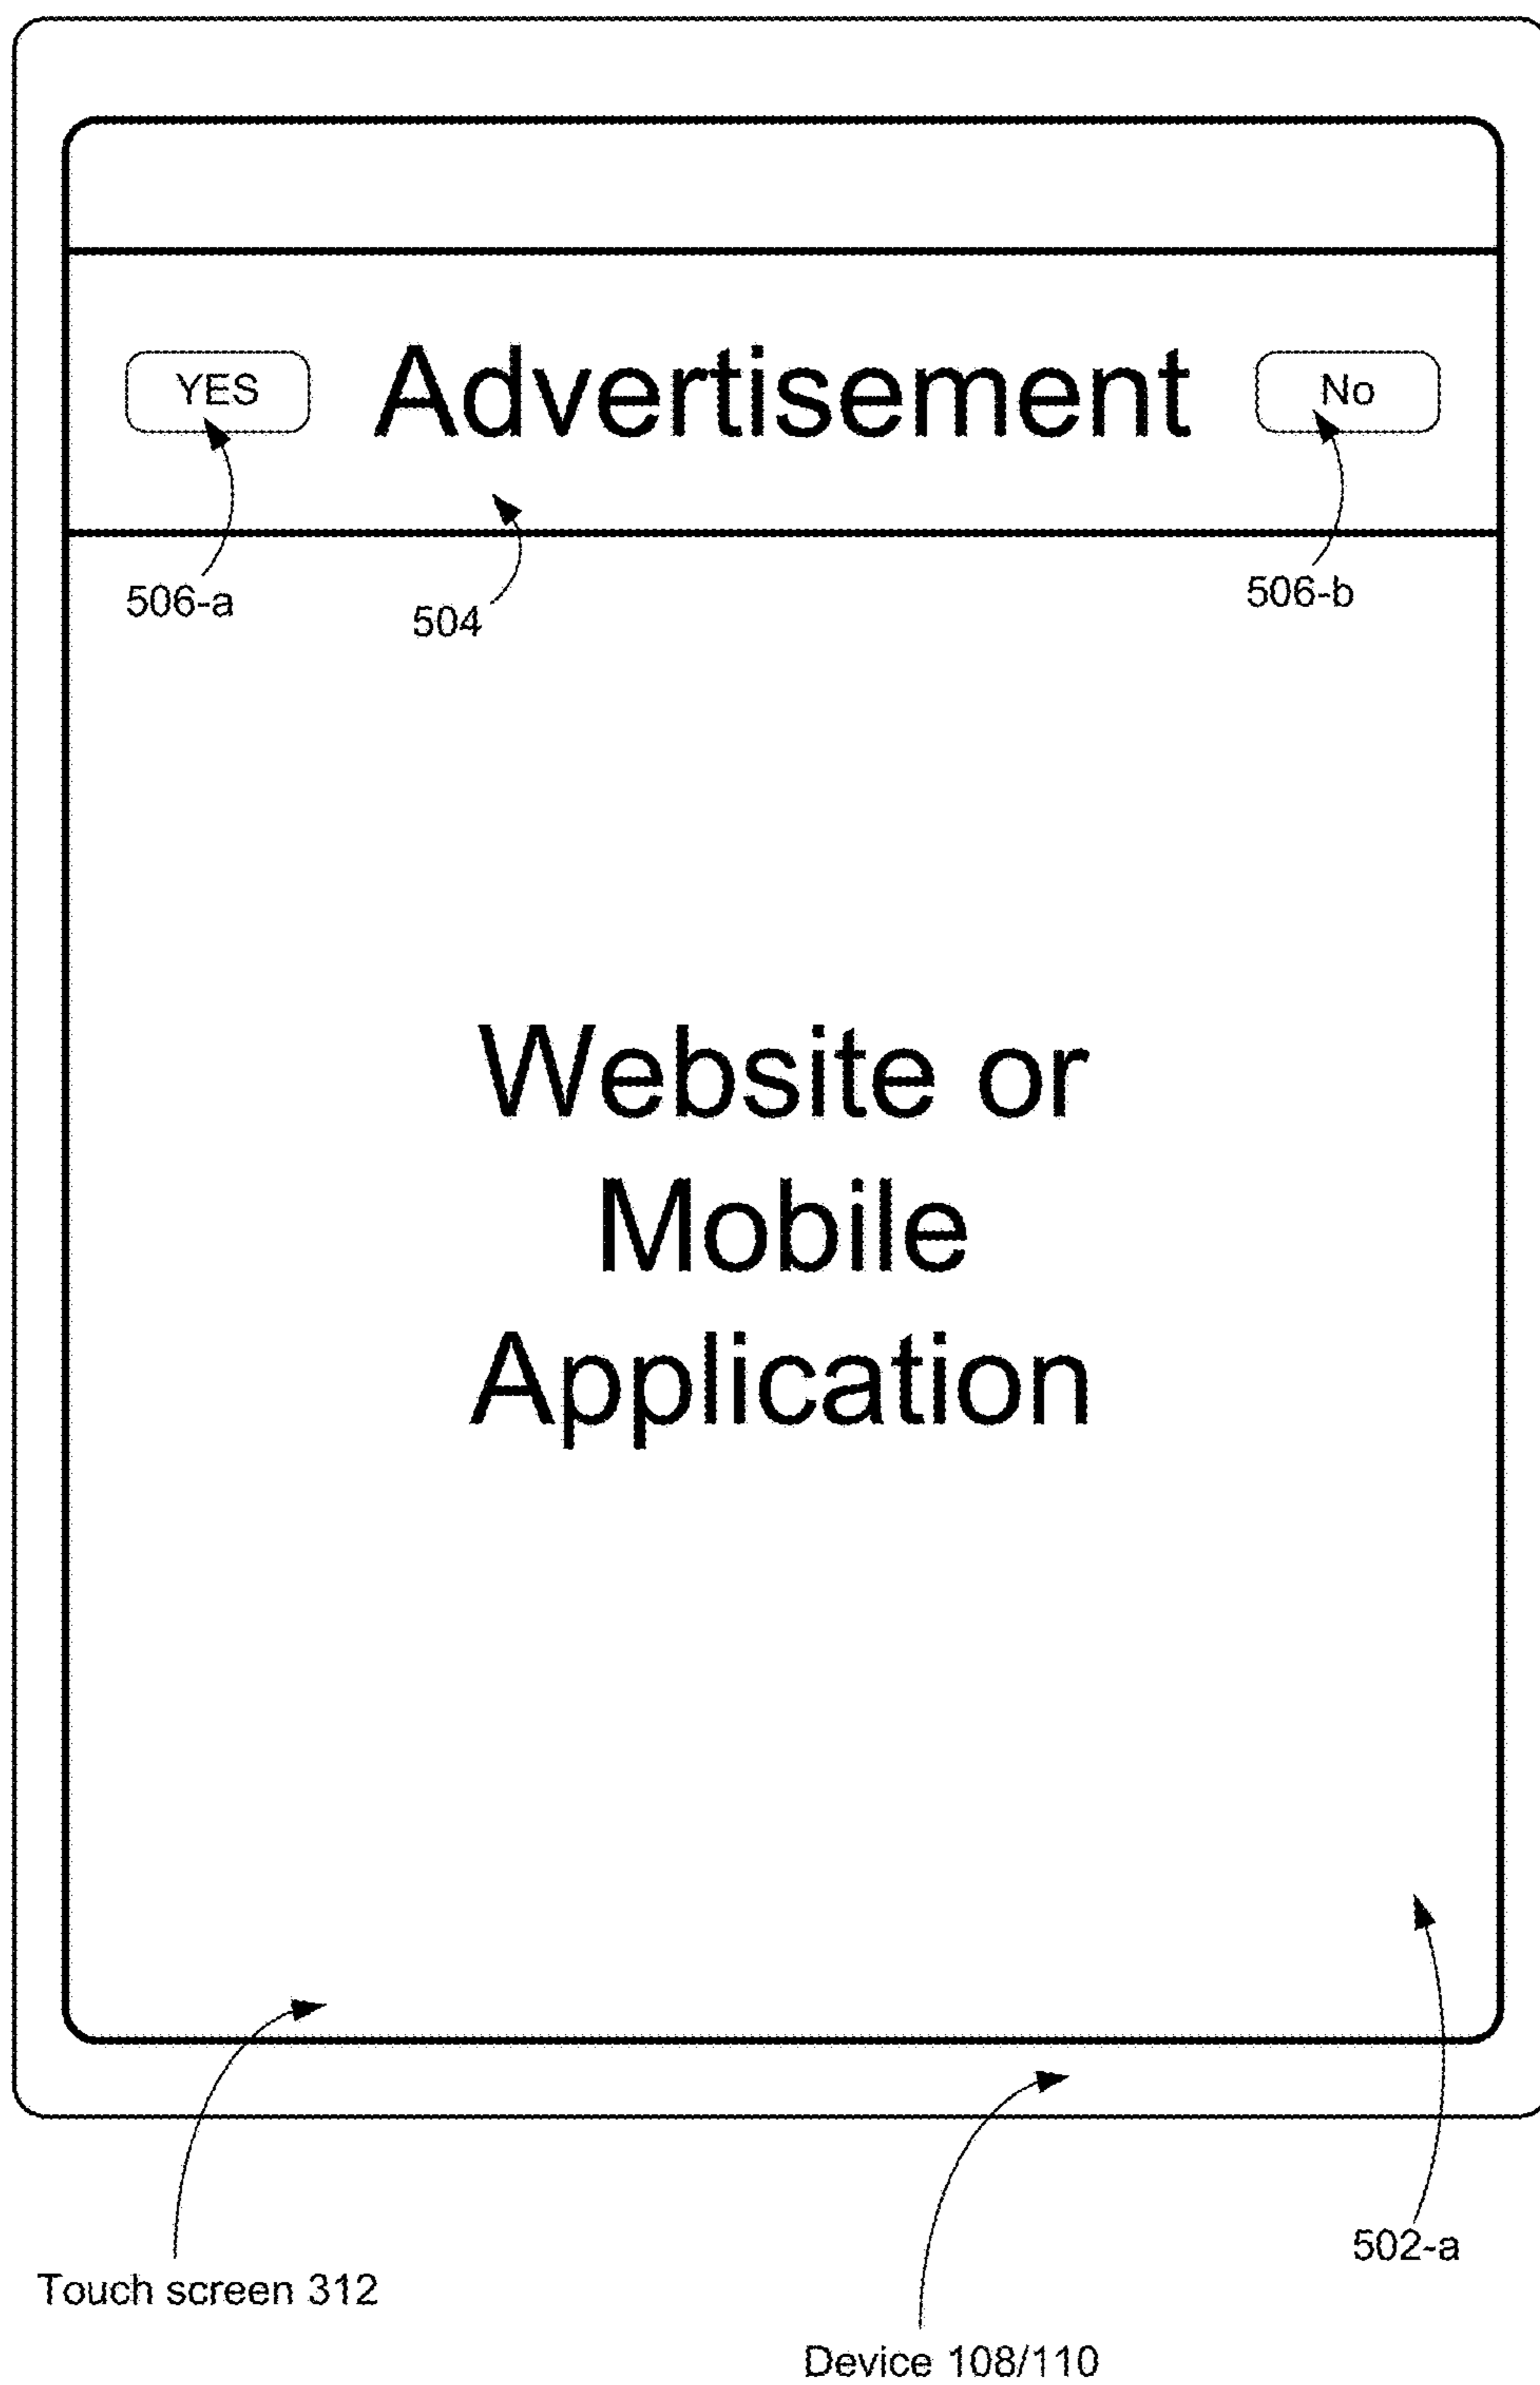 YES
Advertisement
No
506-a
504
506-b
Website or
Mobile
Application
502-a
Touch screen 312
Device 108/110